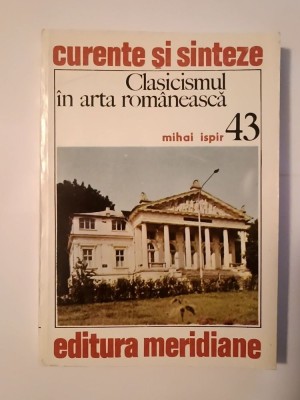 curente și sinteze
Clasicismul
în arta românească
mihai ispir 43
editura meridiane